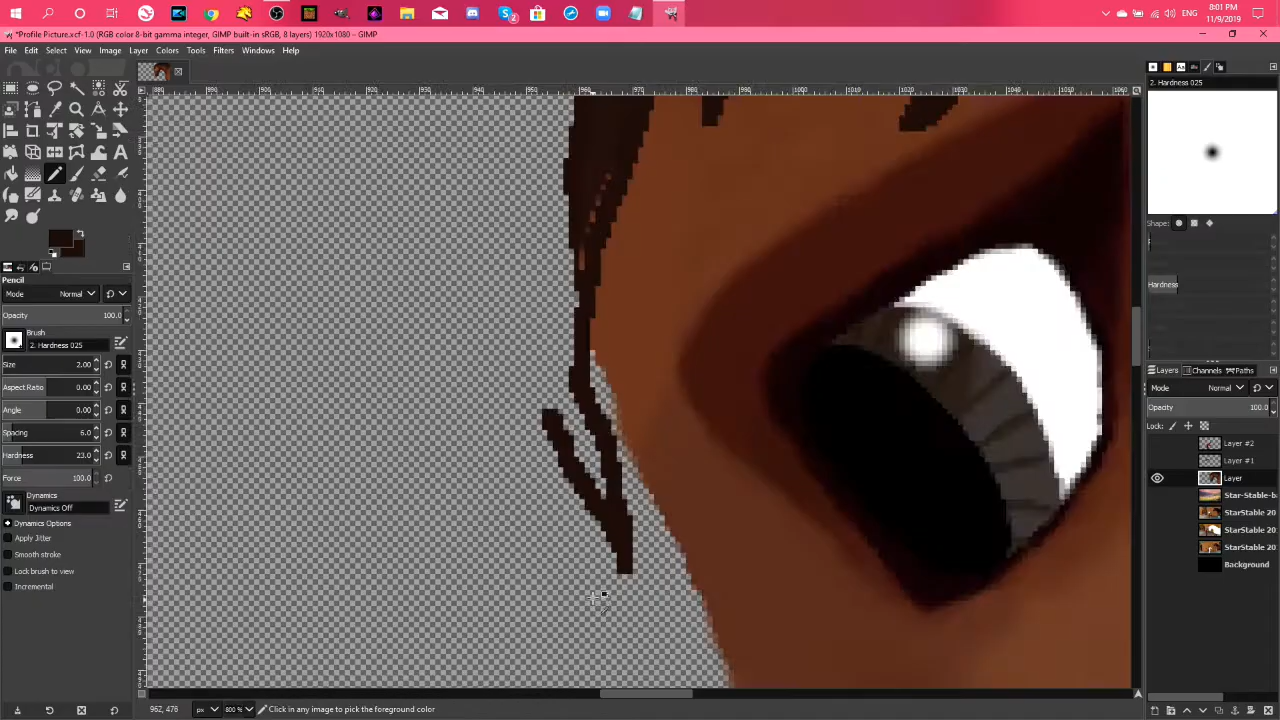 8:01 PM
ENG
11/9/2019
*Profile Picture.xcf-1.0 (RGB color 8-bit gamma integer, GIMP built-in sRGB, 8 layers) 1920x1080 – GIMP
File Edit Select View Image Layer Colors Tools Filters Windows Help
2. Hardness 025
Shape:
Hardness
Pencil
Mode Normal
Opacity 100.0
Brush
2. Hardness 025
Size 2.00
Aspect Ratio 0.00
Angle 0.00
Spacing 6.0
Hardness 23.0
Force 100.0
Dynamics
Dynamics Off
Dynamics Options
Apply Jitter
Smooth stroke
Lock brush to view
Incremental
Layers Channels Paths
Mode Normal
Opacity 100.0
Lock:
Layer #2
Layer #1
Layer
Star-Stable-b
StarStable 20
StarStable 20
StarStable 20
Background
962, 476 px 800 % Click in any image to pick the foreground color